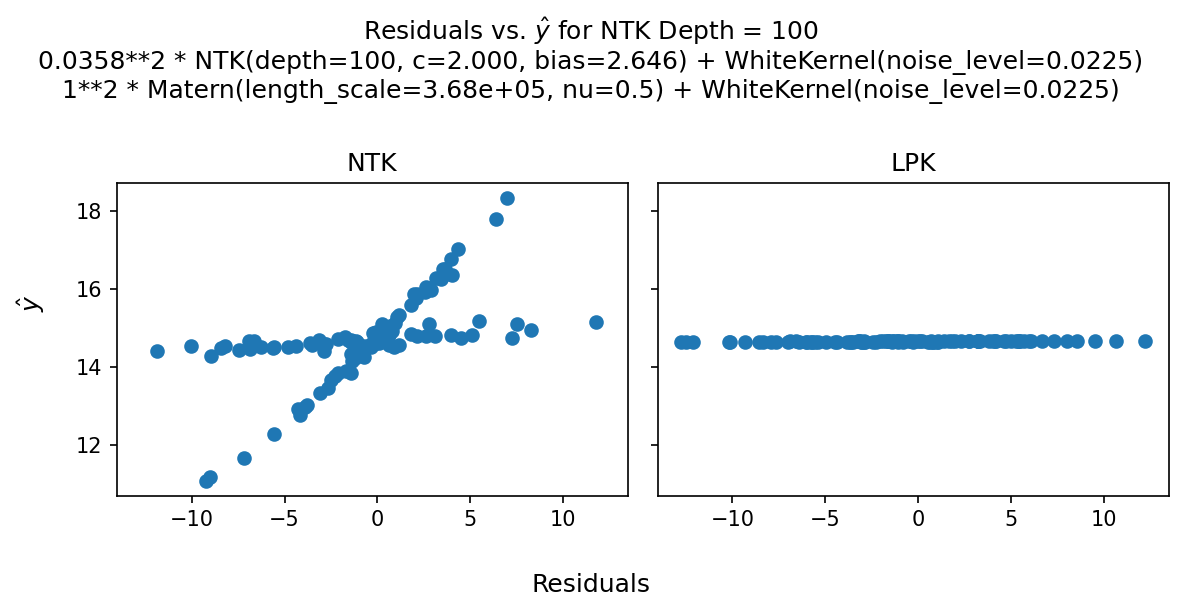 Residuals vs. ŷ for NTK Depth = 100
0.0358**2 * NTK(depth=100, c=2.000, bias=2.646) + WhiteKernel(noise_level=0.0225)
1**2 * Matern(length_scale=3.68e+05, nu=0.5) + WhiteKernel(noise_level=0.0225)
NTK LPK
18
16
14
12
ŷ
−10 −5 0 5 10 −10 −5 0 5 10
Residuals